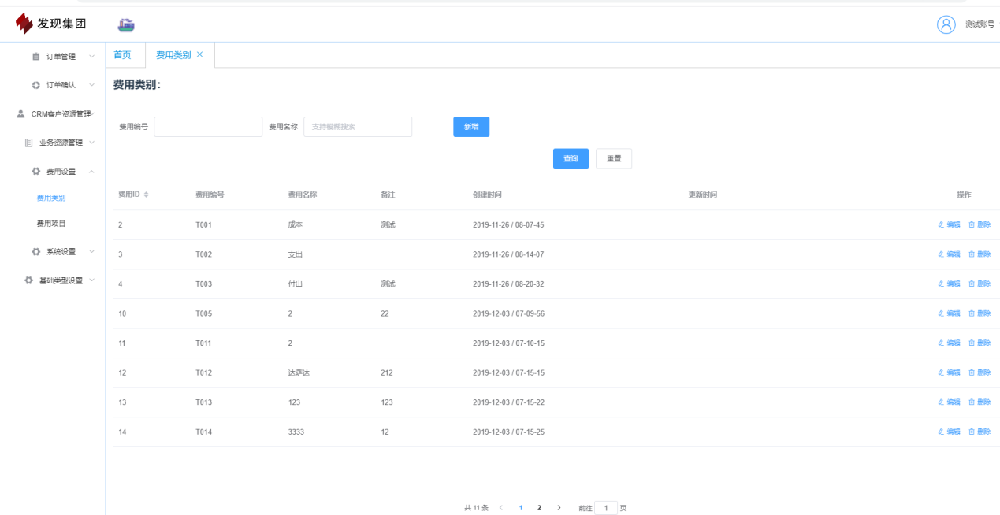 发现集团
测试账号
订单管理
订单确认
CRM客户资源管理
业务资源管理
费用设置
费用类别
费用项目
系统设置
基础类型设置
首页 费用类别 ×
费用类别：
费用编号 费用名称 支持模糊搜索 新增
查询 重置
费用ID 费用编号 费用名称 备注 创建时间 更新时间 操作
2 T001 成本 测试 2019-11-26 / 08-07-45 编辑 删除
3 T002 支出 2019-11-26 / 08-14-07 编辑 删除
4 T003 付出 测试 2019-11-26 / 08-20-32 编辑 删除
10 T005 2 22 2019-12-03 / 07-09-56 编辑 删除
11 T011 2 2019-12-03 / 07-10-15 编辑 删除
12 T012 达萨达 212 2019-12-03 / 07-15-15 编辑 删除
13 T013 123 123 2019-12-03 / 07-15-22 编辑 删除
14 T014 3333 12 2019-12-03 / 07-15-25 编辑 删除
共 11 条 < 1 2 > 前往 1 页